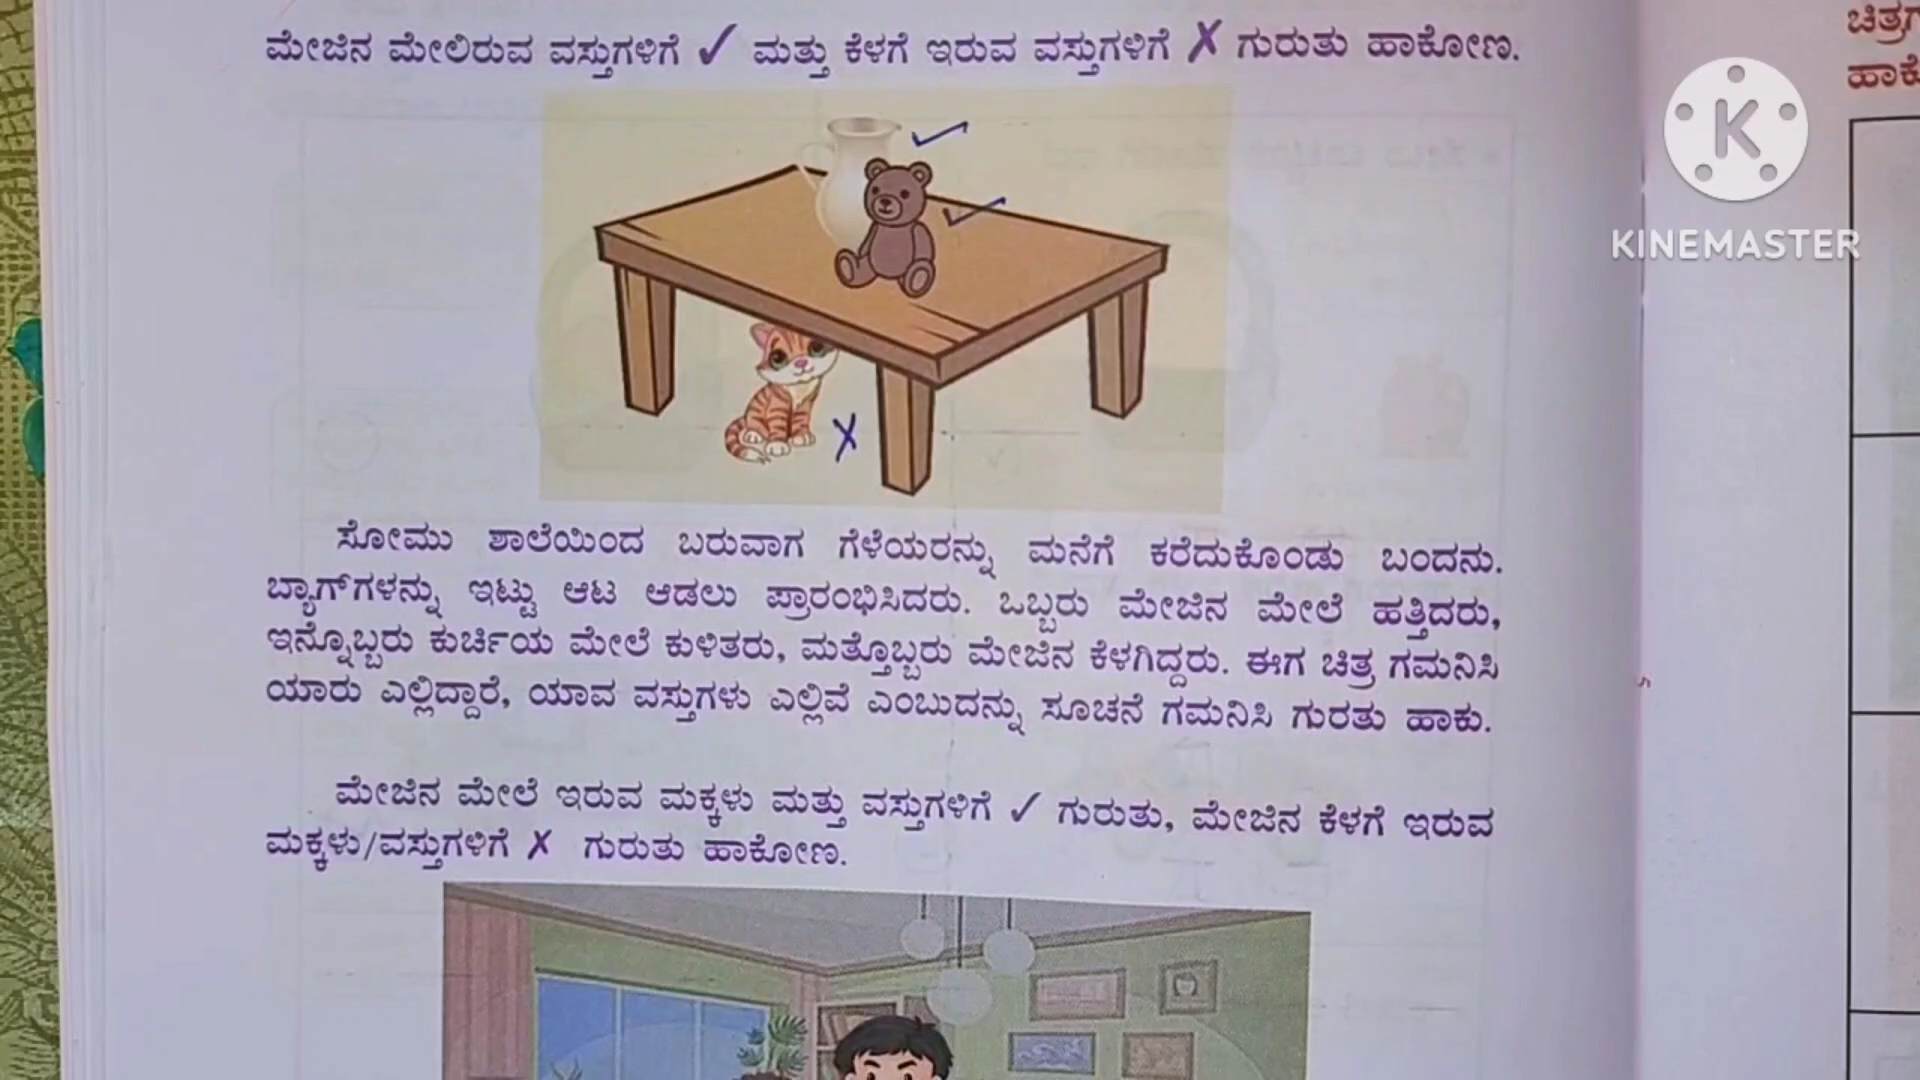 ಮೇಜಿನ ಮೇಲಿರುವ ವಸ್ತುಗಳಿಗೆ ✓ ಮತ್ತು ಕೆಳಗೆ ಇರುವ ವಸ್ತುಗಳಿಗೆ ✗ ಗುರುತು ಹಾಕೋಣ.
ಸೋಮು ಶಾಲೆಯಿಂದ ಬರುವಾಗ ಗೆಳೆಯರನ್ನು ಮನೆಗೆ ಕರೆದುಕೊಂಡು ಬಂದನು.
ಬ್ಯಾಗ್‌ಗಳನ್ನು ಇಟ್ಟು ಆಟ ಆಡಲು ಪ್ರಾರಂಭಿಸಿದರು. ಒಬ್ಬರು ಮೇಜಿನ ಮೇಲೆ ಹತ್ತಿದರು,
ಇನ್ನೊಬ್ಬರು ಕುರ್ಚಿಯ ಮೇಲೆ ಕುಳಿತರು, ಮತ್ತೊಬ್ಬರು ಮೇಜಿನ ಕೆಳಗಿದ್ದರು. ಈಗ ಚಿತ್ರ ಗಮನಿಸಿ
ಯಾರು ಎಲ್ಲಿದ್ದಾರೆ, ಯಾವ ವಸ್ತುಗಳು ಎಲ್ಲಿವೆ ಎಂಬುದನ್ನು ಸೂಚನೆ ಗಮನಿಸಿ ಗುರತು ಹಾಕು.
ಮೇಜಿನ ಮೇಲೆ ಇರುವ ಮಕ್ಕಳು ಮತ್ತು ವಸ್ತುಗಳಿಗೆ ✓ ಗುರುತು, ಮೇಜಿನ ಕೆಳಗೆ ಇರುವ
ಮಕ್ಕಳು/ವಸ್ತುಗಳಿಗೆ ✗ ಗುರುತು ಹಾಕೋಣ.
K
KINEMASTER